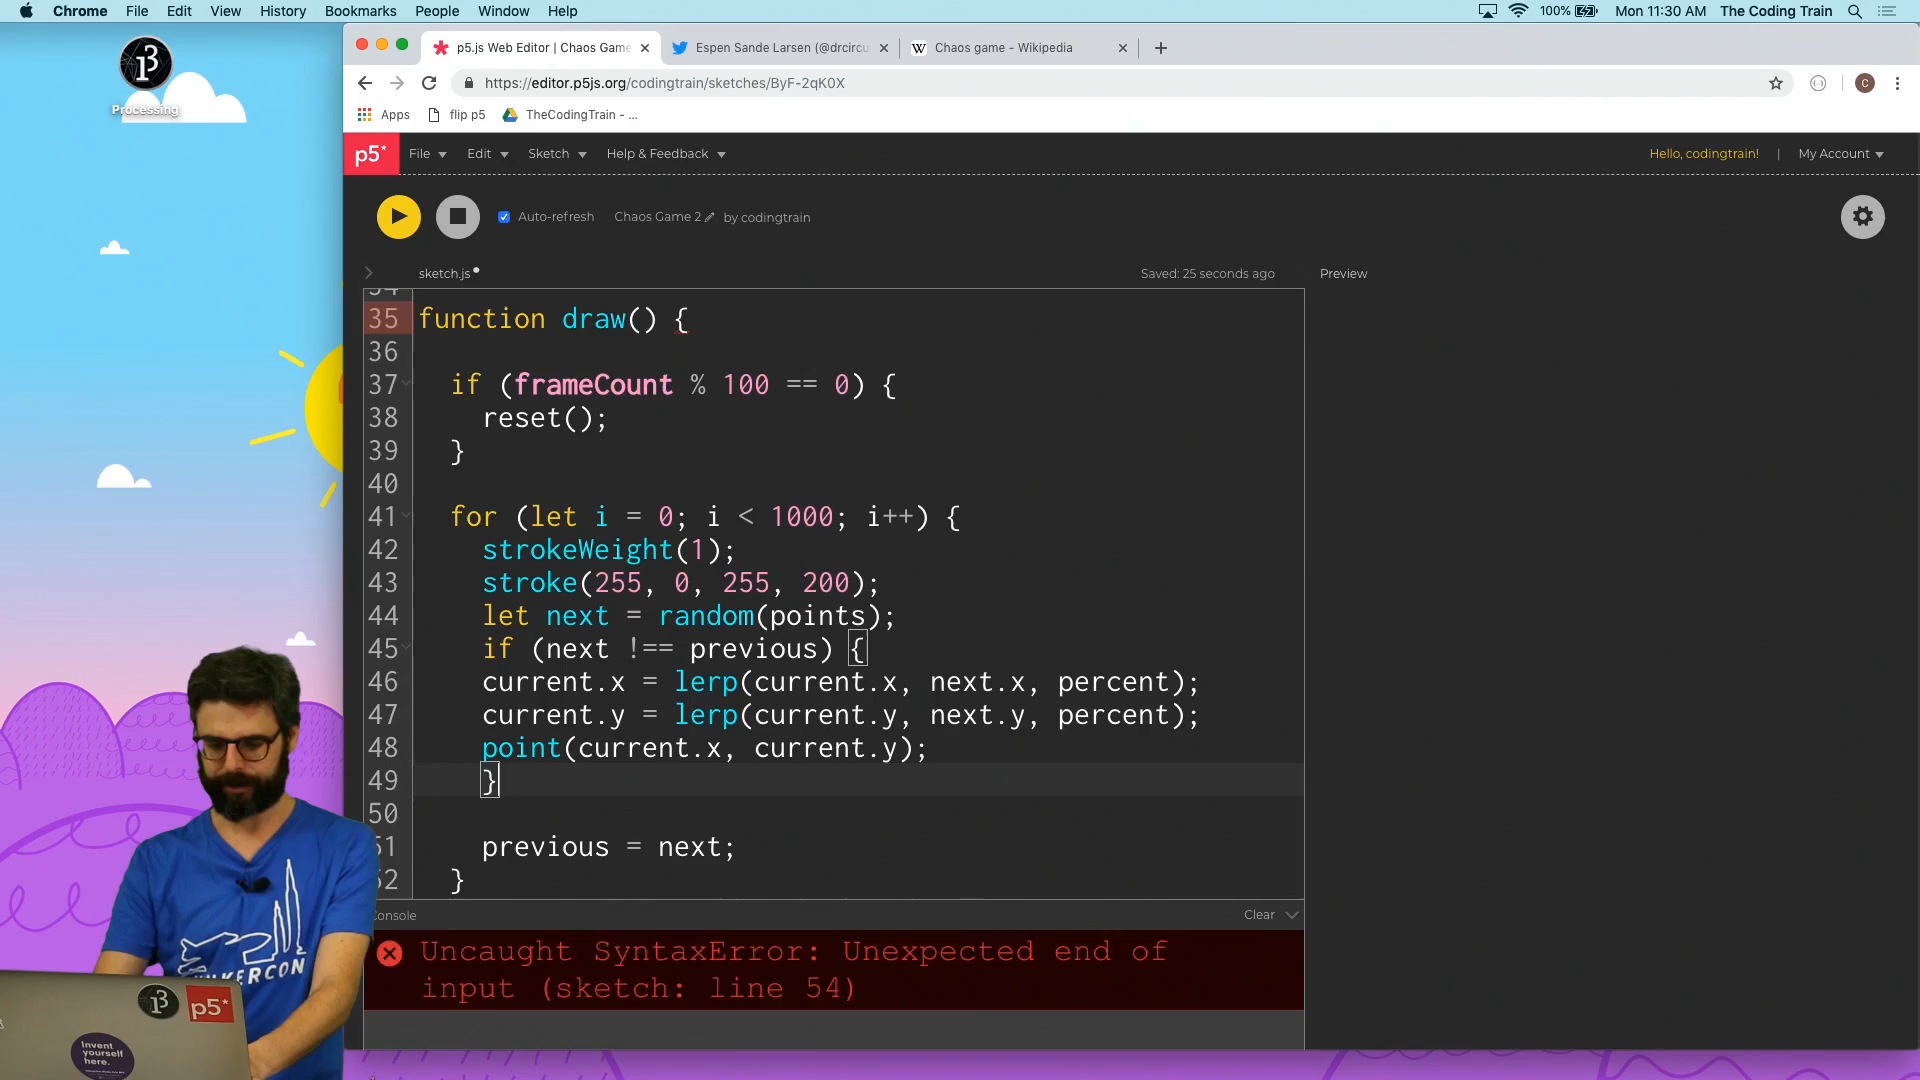 Chrome File Edit View History Bookmarks People Window Help
100% Mon 11:30 AM The Coding Train
p5.js Web Editor | Chaos Game
Espen Sande Larsen (@drcircu
Chaos game - Wikipedia
https://editor.p5js.org/codingtrain/sketches/ByF-2qK0X
C
Apps flip p5 TheCodingTrain - ...
Processing
p5* File Edit Sketch Help & Feedback
Hello, codingtrain! | My Account
Auto-refresh Chaos Game 2 by codingtrain
sketch.js
Saved: 25 seconds ago
Preview
34
35 function draw() {
36
37 if (frameCount % 100 == 0) {
38 reset();
39 }
40
41 for (let i = 0; i < 1000; i++) {
42 strokeWeight(1);
43 stroke(255, 0, 255, 200);
44 let next = random(points);
45 if (next !== previous) {
46 current.x = lerp(current.x, next.x, percent);
47 current.y = lerp(current.y, next.y, percent);
48 point(current.x, current.y);
49 }
50
51 previous = next;
52 }
Console
Clear
Uncaught SyntaxError: Unexpected end of
input (sketch: line 54)
p5*
Invent
yourself
here.